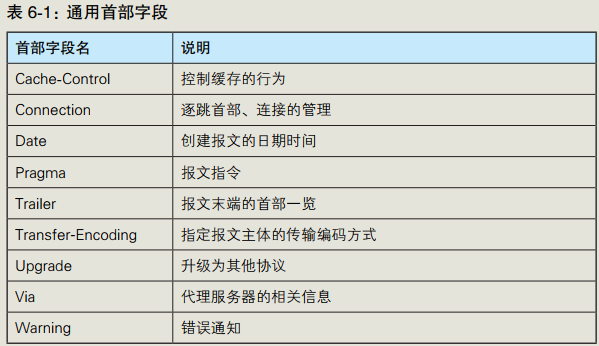 表 6-1：通用首部字段
首部字段名 说明
Cache-Control 控制缓存的行为
Connection 逐跳首部、连接的管理
Date 创建报文的日期时间
Pragma 报文指令
Trailer 报文末端的首部一览
Transfer-Encoding 指定报文主体的传输编码方式
Upgrade 升级为其他协议
Via 代理服务器的相关信息
Warning 错误通知